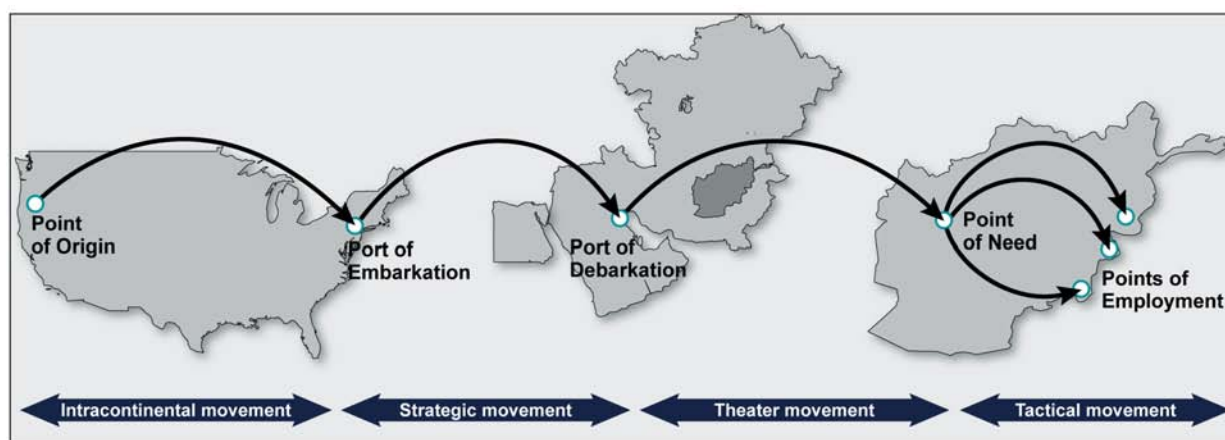 Point
of Origin
Port of
Embarkation
Port of
Debarkation
Point
of Need
Points of
Employment
Intracontinental movement
Strategic movement
Theater movement
Tactical movement